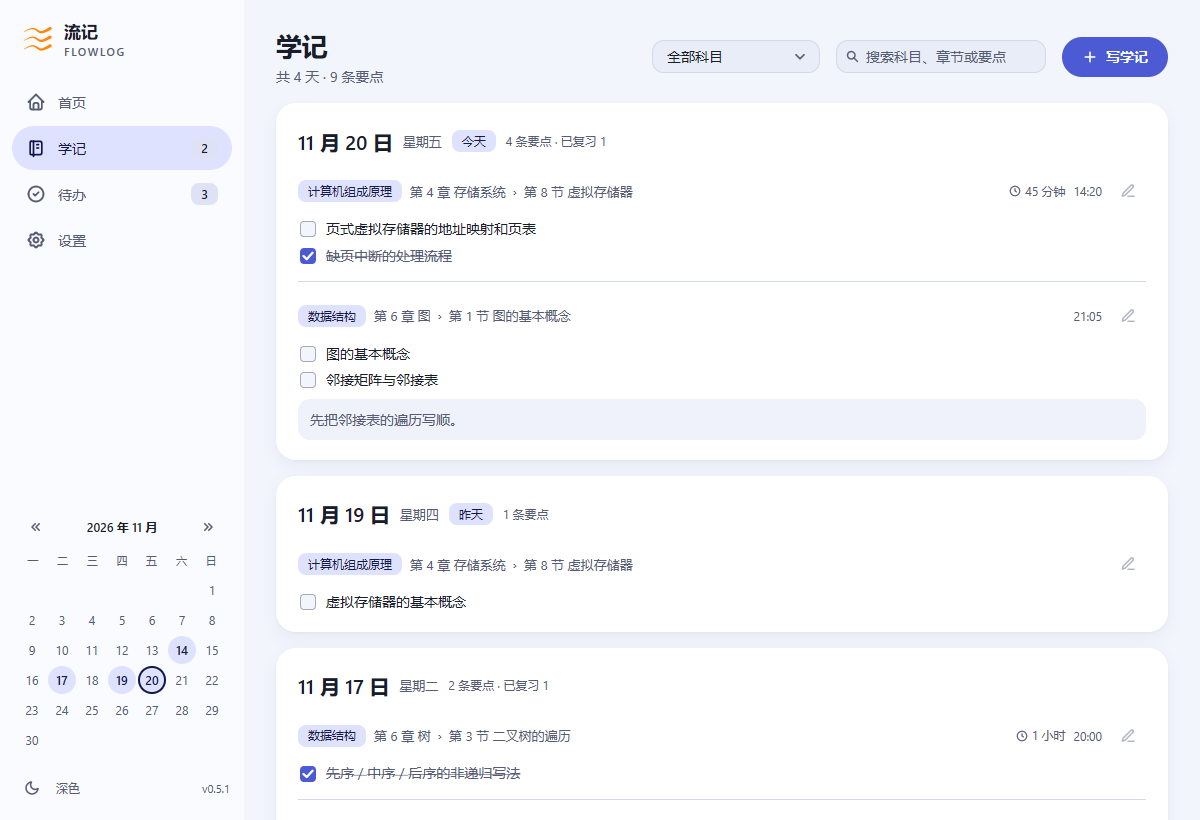 流记
FLOWLOG
首页
学记 2
待办 3
设置
« 2026 年 11 月 »
一 二 三 四 五 六 日
1
2 3 4 5 6 7 8
9 10 11 12 13 14 15
16 17 18 19 20 21 22
23 24 25 26 27 28 29
30
深色 v0.5.1
学记
共 4 天 · 9 条要点
全部科目
搜索科目、章节或要点
+ 写学记
11 月 20 日 星期五 今天 4 条要点 · 已复习 1
计算机组成原理 第 4 章 存储系统 › 第 8 节 虚拟存储器 45 分钟 14:20
页式虚拟存储器的地址映射和页表
缺页中断的处理流程
数据结构 第 6 章 图 › 第 1 节 图的基本概念 21:05
图的基本概念
邻接矩阵与邻接表
先把邻接表的遍历写顺。
11 月 19 日 星期四 昨天 1 条要点
计算机组成原理 第 4 章 存储系统 › 第 8 节 虚拟存储器
虚拟存储器的基本概念
11 月 17 日 星期二 2 条要点 · 已复习 1
数据结构 第 6 章 树 › 第 3 节 二叉树的遍历 1 小时 20:00
先序 / 中序 / 后序的非递归写法